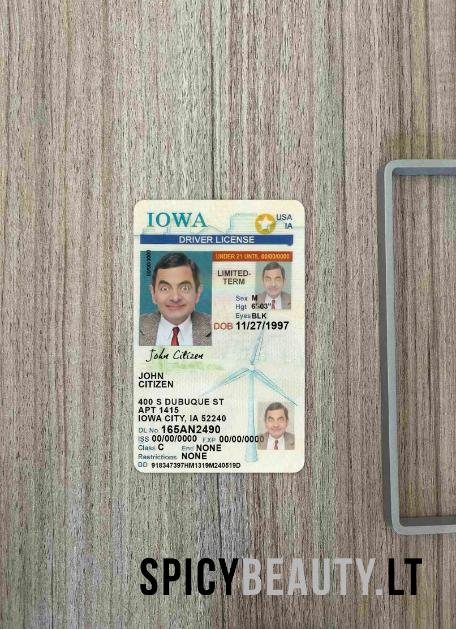 IOWA
USA
IA
DRIVER LICENSE
UNDER 21 UNTIL 00/00/0000
LIMITED-
TERM
Sex M
Hgt 6'-03"
Eyes BLK
DOB 11/27/1997
John Citizen
JOHN
CITIZEN
400 S DUBUQUE ST
APT 1415
IOWA CITY, IA 52240
DL No. 165AN2490
ISS 00/00/0000 EXP 00/00/0000
Class C End NONE
Restrictions NONE
DD 918347397HM1319M240519D
SPICYBEAUTY.LT